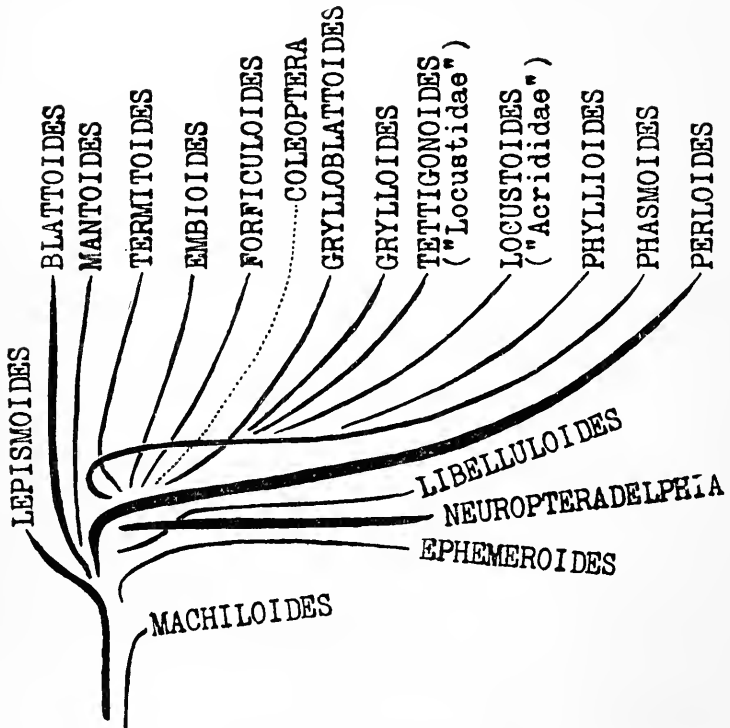 LEPISMOIDES
BLATTOIDES
MANTOIDES
TERMITOIDES
EMBIOIDES
FORFICULOIDES
COLEOPTERA
GRYLLOBLATTOIDES
GRYLLOIDES
TETTIGONOIDES
("Locustidae")
LOCUSTOIDES
("Acrididae")
PHYLLIOIDES
PHASMOIDES
PERLOIDES
LIBELLULOIDES
NEUROPTERADELPHIA
EPHEMEROIDES
MACHILOIDES